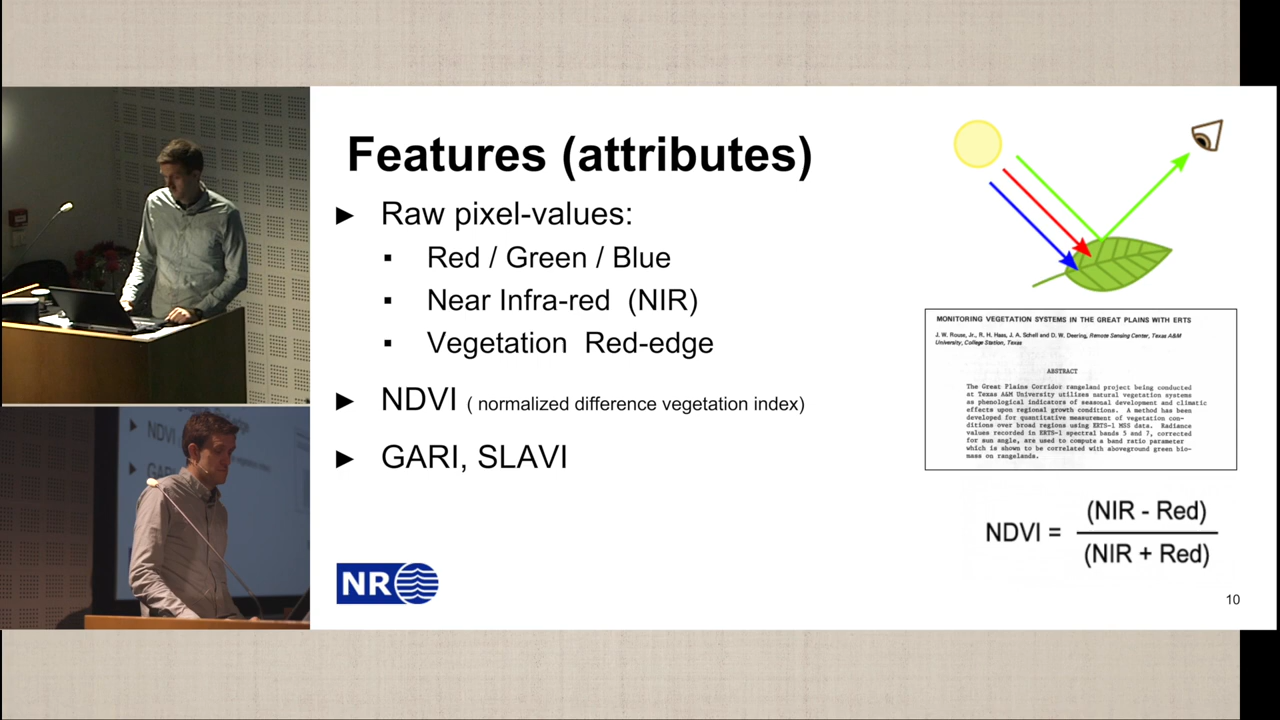 Features (attributes)
► Raw pixel-values:
▪ Red / Green / Blue
▪ Near Infra-red (NIR)
▪ Vegetation Red-edge
► NDVI ( normalized difference vegetation index)
► GARI, SLAVI
NR
MONITORING VEGETATION SYSTEMS IN THE GREAT PLAINS WITH ERTS
J. W. Rouse, Jr., R. H. Haas, J. A. Schell and D. W. Deering, Remote Sensing Center, Texas A&M
University, College Station, Texas
ABSTRACT
The Great Plains Corridor rangeland project being conducted
at Texas A&M University utilizes natural vegetation systems
as phenological indicators of seasonal development and climatic
effects upon regional growth conditions. A method has been
developed for quantitative measurement of vegetation con-
ditions over broad regions using ERTS-1 MSS data. Radiance
values recorded in ERTS-1 spectral bands 5 and 7, corrected
for sun angle, are used to compute a band ratio parameter
which is shown to be correlated with aboveground green bio-
mass on rangelands.
NDVI = (NIR - Red)
(NIR + Red)
10
► NDVI